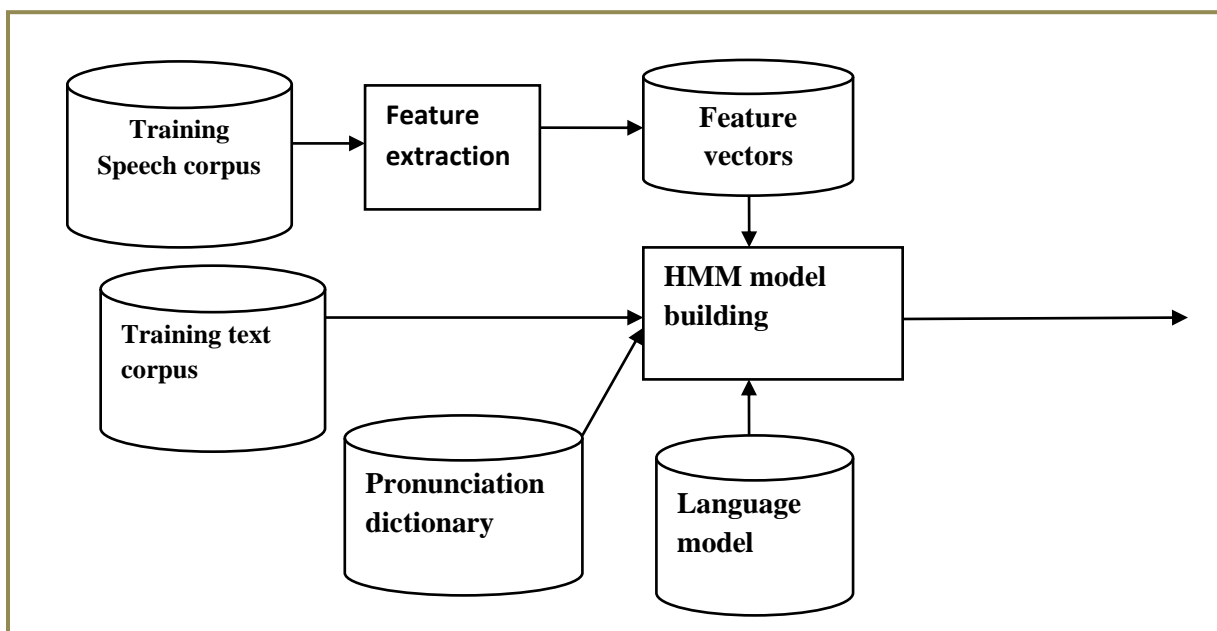 Training
Speech corpus
Feature
extraction
Feature
vectors
HMM model
building
Training text
corpus
Pronunciation
dictionary
Language
model